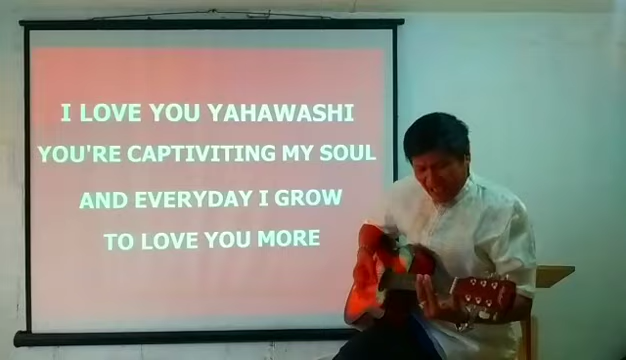 I LOVE YOU YAHAWASHI
YOU'RE CAPTIVITING MY SOUL
AND EVERYDAY I GROW
TO LOVE YOU MORE